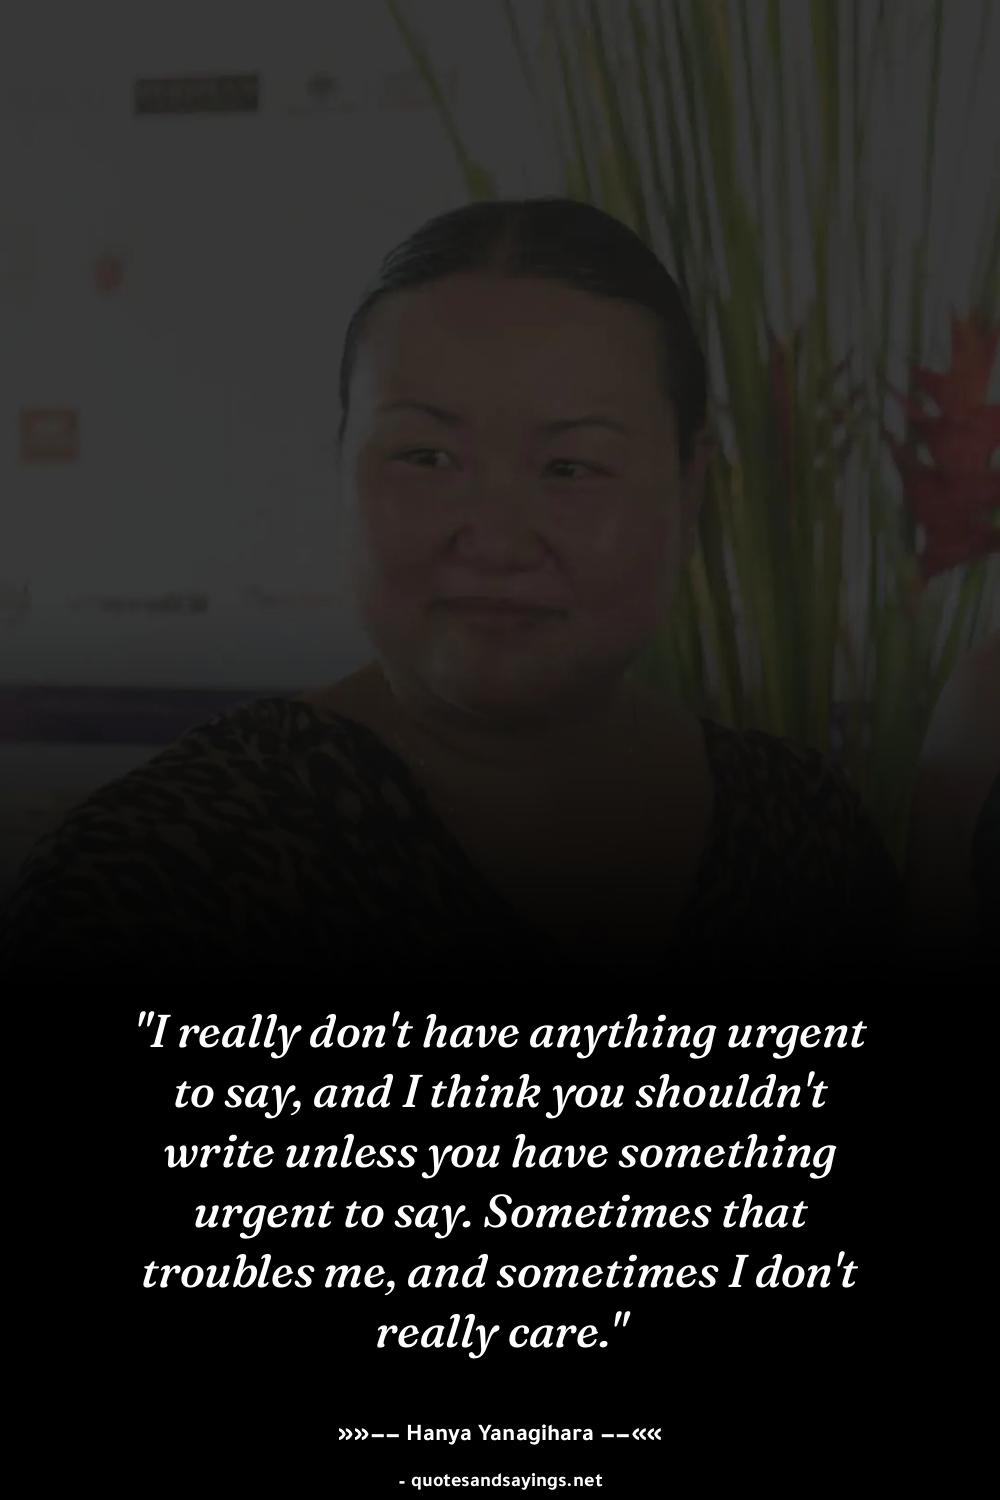 "I really don't have anything urgent
to say, and I think you shouldn't
write unless you have something
urgent to say. Sometimes that
troubles me, and sometimes I don't
really care."
»»−− Hanya Yanagihara −−««
- quotesandsayings.net